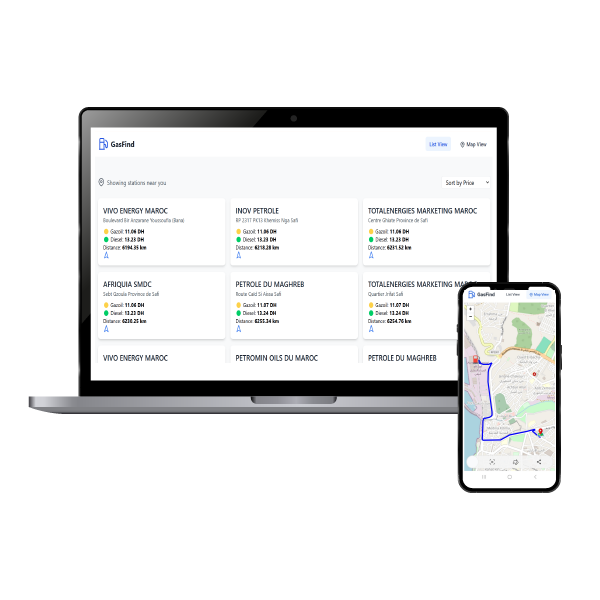 GasFind
List View
Map View
Showing stations near you
Sort by Price
VIVO ENERGY MAROC
Boulevard Bir Anzarane Youssoufia (Bana)
Gazoil: 11.06 DH
Diesel: 13.23 DH
Distance: 6194.35 km
INOV PETROLE
RP 2317 PK13 Khemiss Nga Safi
Gazoil: 11.06 DH
Diesel: 13.23 DH
Distance: 6218.28 km
TOTALENERGIES MARKETING MAROC
Centre Ghiate Province de Safi
Gazoil: 11.06 DH
Diesel: 13.23 DH
Distance: 6231.52 km
AFRIQUIA SMDC
Sebt Gzoula Province de Safi
Gazoil: 11.06 DH
Diesel: 13.23 DH
Distance: 6238.25 km
PETROLE DU MAGHREB
Route Caid Si Aissa Safi
Gazoil: 11.07 DH
Diesel: 13.24 DH
Distance: 6255.34 km
TOTALENERGIES MARKETING MA
Quartier Jrifat Safi
Gazoil: 11.07 DH
Diesel: 13.24 DH
Distance: 6254.76 km
VIVO ENERGY MAROC
PETROMIN OILS DU MAROC
PETROLE DU MAGHREB
GasFind
List View
Map View
+
−